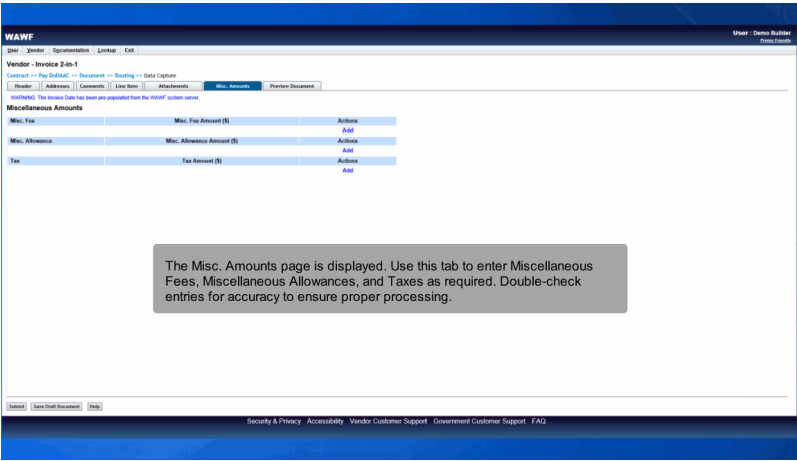 WAWF
User : Demo Builder
Printer Friendly
User Vendor Documentation Lookup Exit
Vendor - Invoice 2-in-1
Contract >> Pay DoDAAC >> Document >> Routing >> Data Capture
Header Addresses Comments Line Item Attachments Misc. Amounts Preview Document
WARNING: The Invoice Date has been pre-populated from the WAWF system server.
Miscellaneous Amounts
Misc. Fee Misc. Fee Amount ($) Actions
Add
Misc. Allowance Misc. Allowance Amount ($) Actions
Add
Tax Tax Amount ($) Actions
Add
The Misc. Amounts page is displayed. Use this tab to enter Miscellaneous
Fees, Miscellaneous Allowances, and Taxes as required. Double-check
entries for accuracy to ensure proper processing.
Submit Save Draft Document Help
Security & Privacy Accessibility Vendor Customer Support Government Customer Support FAQ